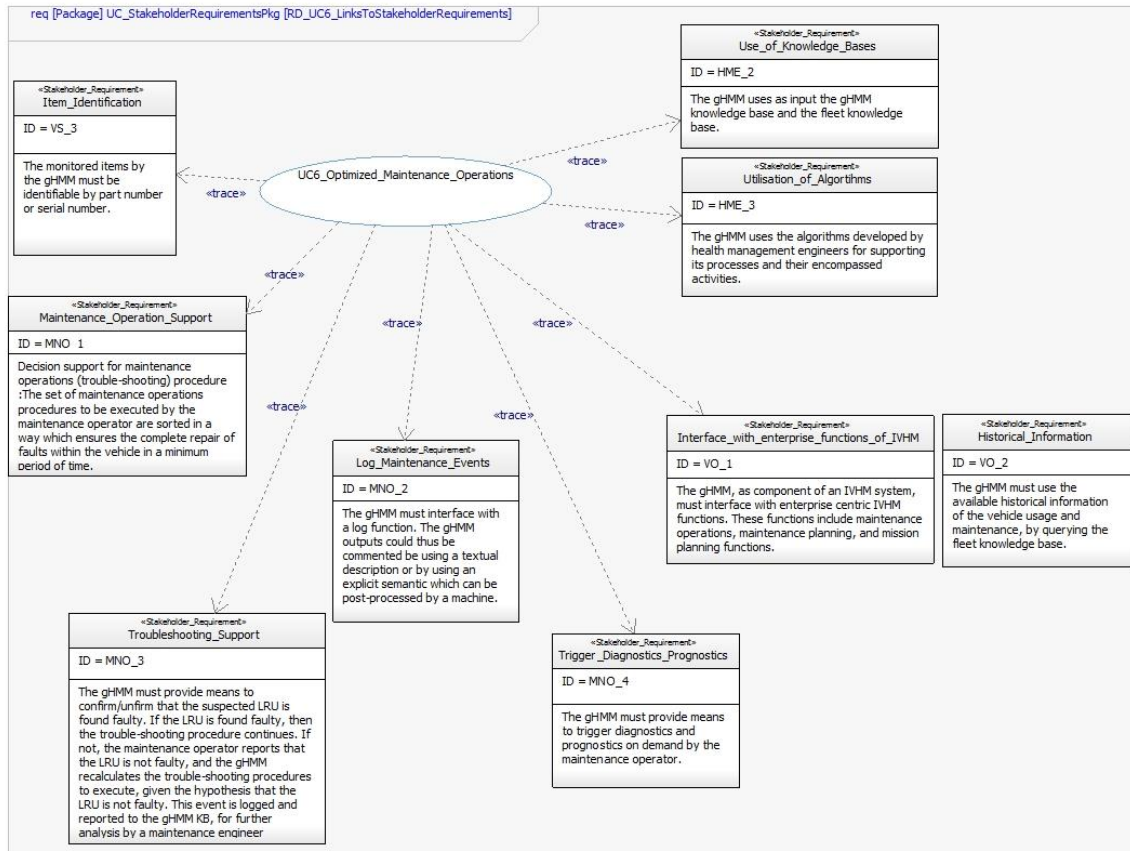 req [Package] UC_StakeholderRequirementsPkg [RD_UC6_LinksToStakeholderRequirements]
«Stakeholder_Requirement»
Use_of_Knowledge_Bases
ID = HME_2
The gHMM uses as input the gHMM
knowledge base and the fleet knowledge
base.
«Stakeholder_Requirement»
Item_Identification
ID = VS_3
The monitored items by
the gHMM must be
identifiable by part number
or serial number.
UC6_Optimized_Maintenance_Operations
«trace»
«trace»
«trace»
«trace»
«trace»
«trace»
«trace»
«trace»
«trace»
«Stakeholder_Requirement»
Utilisation_of_Algortihms
ID = HME_3
The gHMM uses the algorithms developed by
health management engineers for supporting
its processes and their encompassed
activities.
«Stakeholder_Requirement»
Maintenance_Operation_Support
ID = MNO_1
Decision support for maintenance
operations (trouble-shooting) procedure
:The set of maintenance operations
procedures to be executed by the
maintenance operator are sorted in a
way which ensures the complete repair of
faults within the vehicle in a minimum
period of time.
«Stakeholder_Requirement»
Log_Maintenance_Events
ID = MNO_2
The gHMM must interface with
a log function. The gHMM
outputs could thus be
commented be using a textual
description or by using an
explicit semantic which can be
post-processed by a machine.
«Stakeholder_Requirement»
Interface_with_enterprise_functions_of_IVHM
ID = VO_1
The gHMM, as component of an IVHM system,
must interface with enterprise centric IVHM
functions. These functions include maintenance
operations, maintenance planning, and mission
planning functions.
«Stakeholder_Requirement»
Historical_Information
ID = VO_2
The gHMM must use the
available historical information
of the vehicle usage and
maintenance, by querying the
fleet knowledge base.
«Stakeholder_Requirement»
Troubleshooting_Support
ID = MNO_3
The gHMM must provide means to
confirm/unfirm that the suspected LRU is
found faulty. If the LRU is found faulty, then
the trouble-shooting procedure continues. If
not, the maintenance operator reports that
the LRU is not faulty, and the gHMM
recalculates the trouble-shooting procedures
to execute, given the hypothesis that the
LRU is not faulty. This event is logged and
reported to the gHMM KB, for further
analysis by a maintenance engineer
«Stakeholder_Requirement»
Trigger_Diagnostics_Prognostics
ID = MNO_4
The gHMM must provide means
to trigger diagnostics and
prognostics on demand by the
maintenance operator.